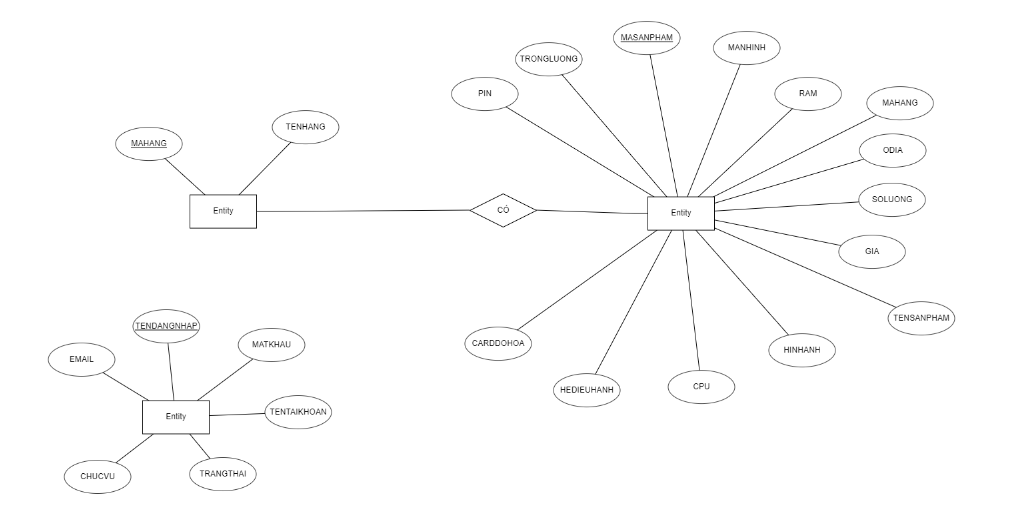 MASANPHAM
MANHINH
TRONGLUONG
PIN
RAM
MAHANG
TENHANG
MAHANG
ODIA
SOLUONG
Entity
CÓ
Entity
GIA
TENSANPHAM
TENDANGNHAP
MATKHAU
EMAIL
CARDDOHOA
HINHANH
HEDIEUHANH
CPU
Entity
TENTAIKHOAN
CHUCVU
TRANGTHAI